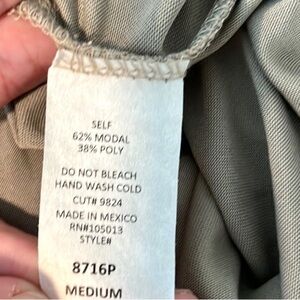 SELF
62% MODAL
38% POLY
DO NOT BLEACH
HAND WASH COLD
CUT# 9824
MADE IN MEXICO
RN#105013
STYLE#
8716P
MEDIUM